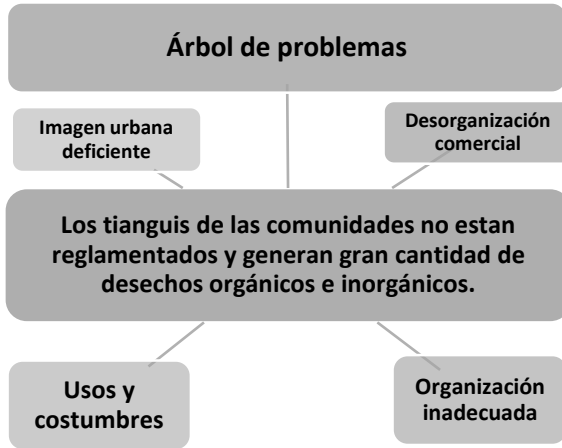 Árbol de problemas
Imagen urbana
deficiente
Desorganización
comercial
Los tianguis de las comunidades no estan
reglamentados y generan gran cantidad de
desechos orgánicos e inorgánicos.
Usos y
costumbres
Organización
inadecuada